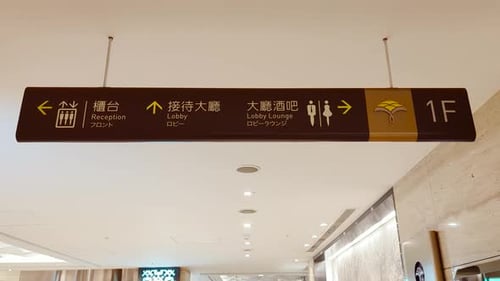 櫃台
Reception
フロント
接待大廳
Lobby
ロビー
大廳酒吧
Lobby Lounge
ロビーラウンジ
1F